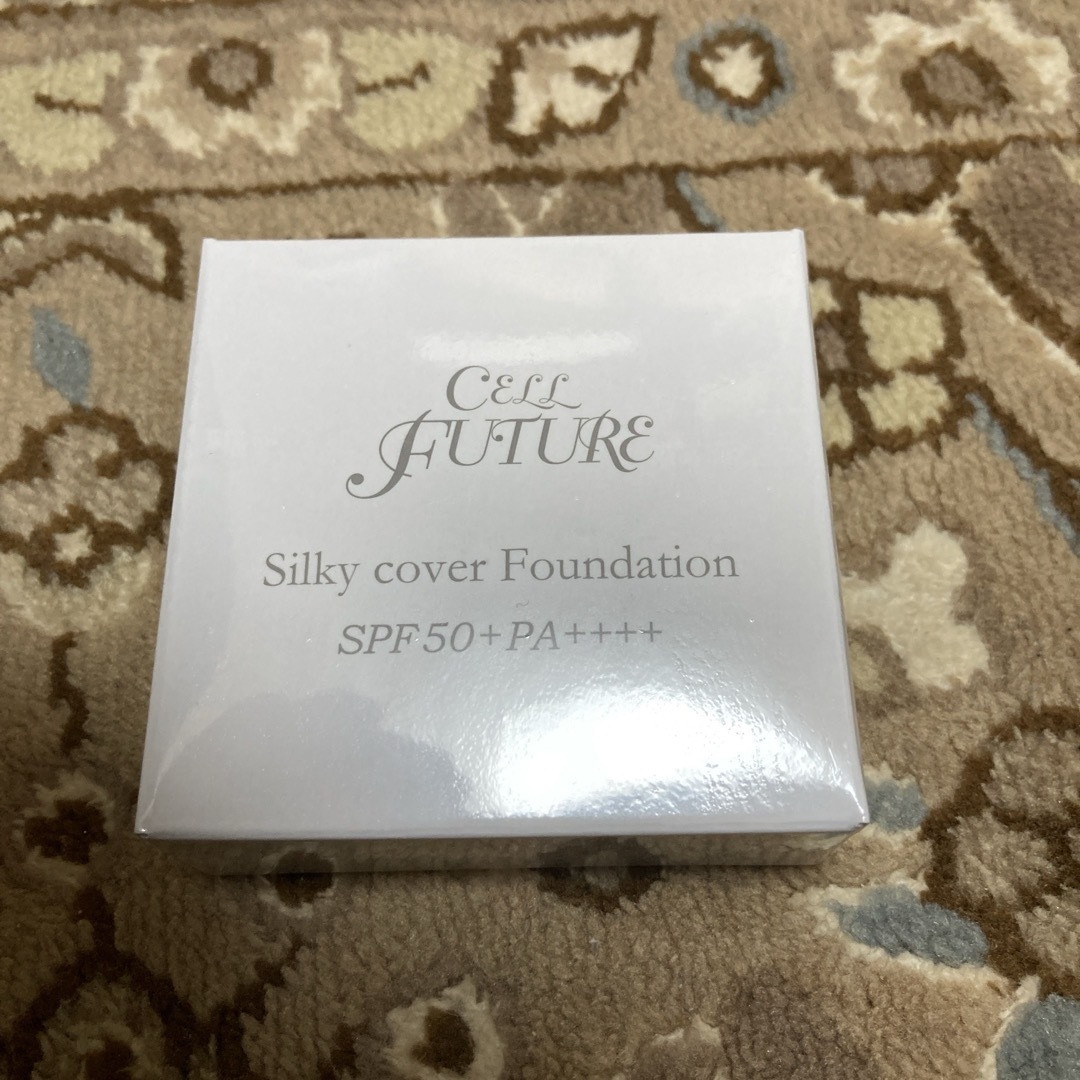 CELL
FUTURE
Silky cover Foundation
SPF50+PA++++